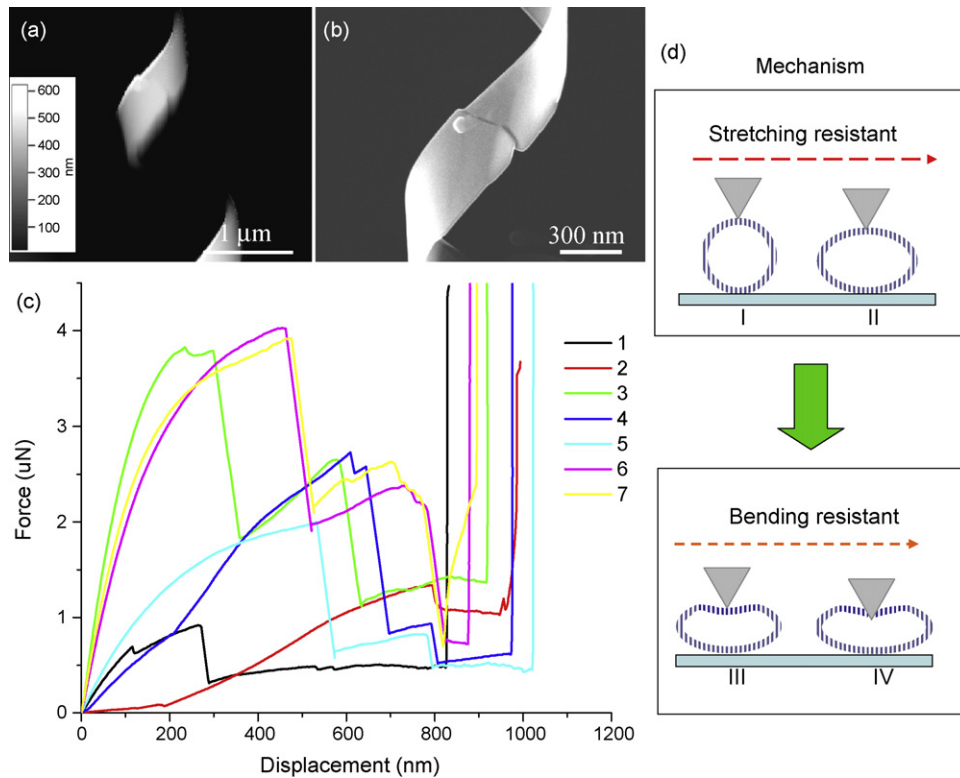 (a)
600
500
400
300
200
100
nm
1 µm
(b)
300 nm
(c)
4
3
2
1
0
Force (uN)
0
200
400
600
800
1000
1200
Displacement (nm)
1
2
3
4
5
6
7
(d)
Mechanism
Stretching resistant
I
II
Bending resistant
III
IV